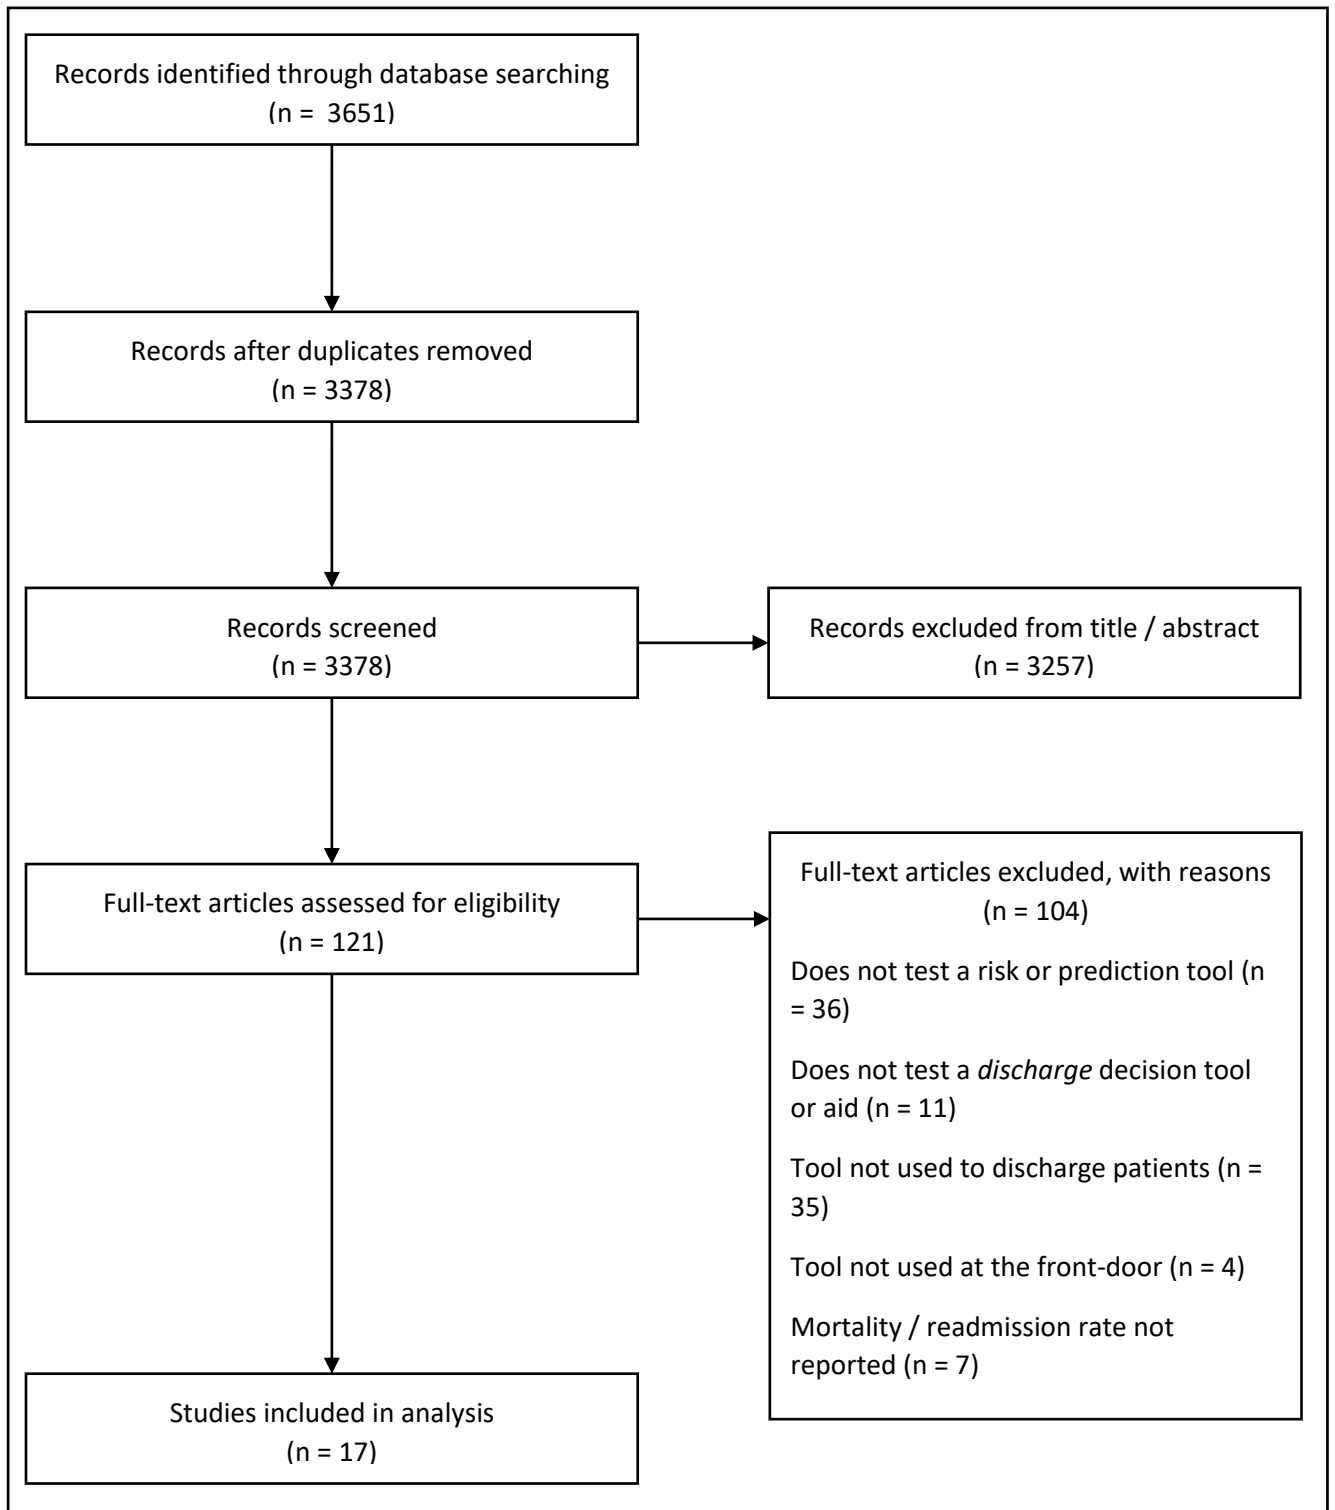 Records identified through database searching
(n =  3651)
Records after duplicates removed
(n = 3378)
Records screened
(n = 3378)
Records excluded from title / abstract
(n = 3257)
Full-text articles assessed for eligibility
(n = 121)
Full-text articles excluded, with reasons
(n = 104)
Does not test a risk or prediction tool (n
= 36)
Does not test a discharge decision tool
or aid (n = 11)
Tool not used to discharge patients (n =
35)
Tool not used at the front-door (n = 4)
Mortality / readmission rate not
reported (n = 7)
Studies included in analysis
(n = 17)